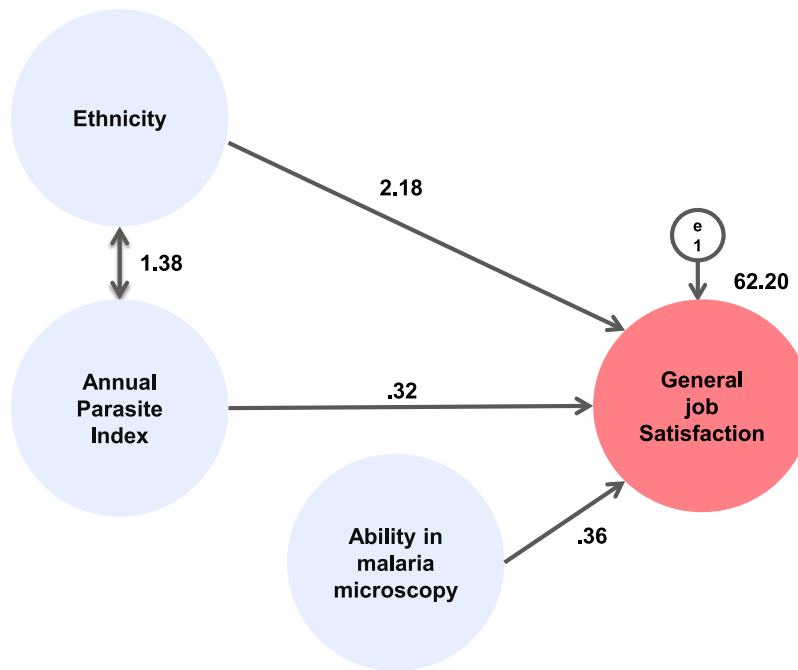 Ethnicity
2.18
e
1
1.38
62.20
Annual
Parasite
Index
.32
General
job
Satisfaction
Ability in
malaria
microscopy
.36